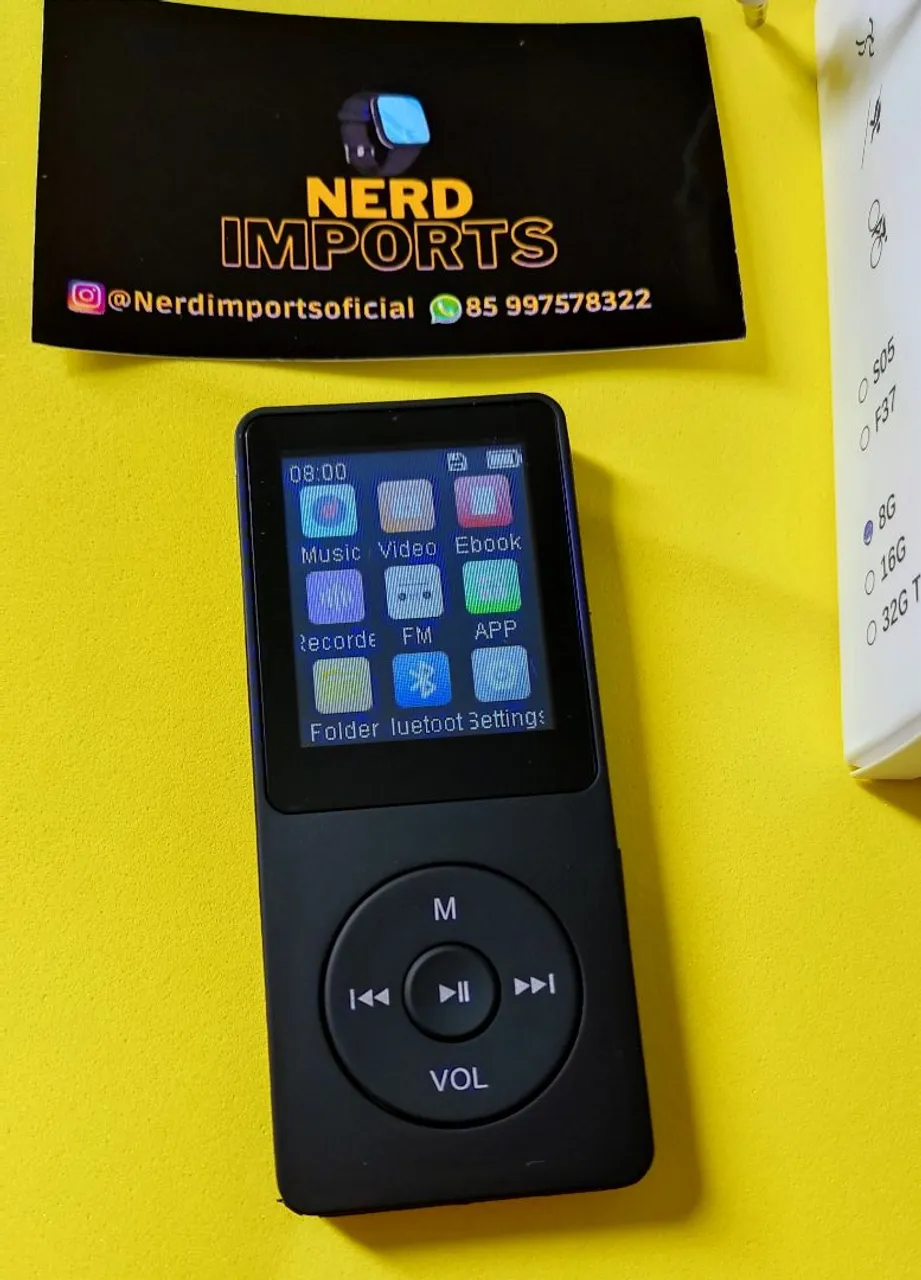 NERD
IMPORTS
@Nerdimportsoficial 85 997578322
08:00
Music Video Ebook
Recorde FM APP
Folder luetoot Settings
M
VOL
S05
F37
8G
16G
32G T